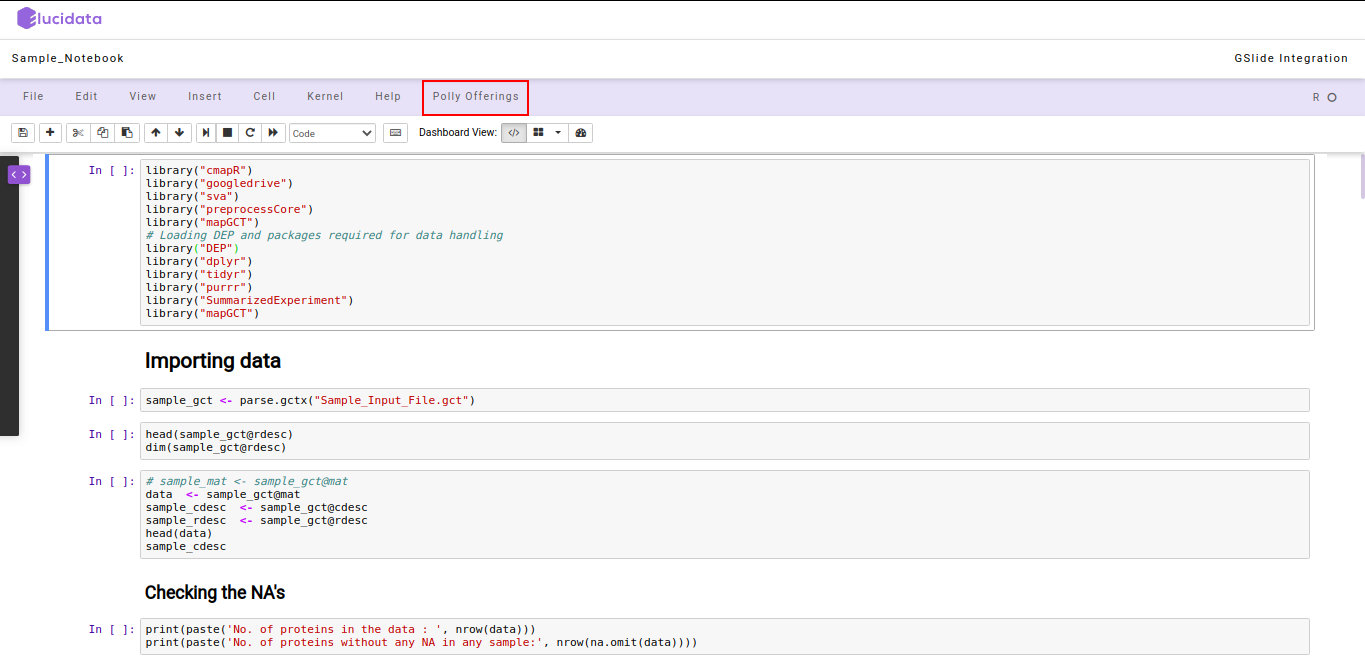 lucidata
Sample_Notebook GSlide Integration
File Edit View Insert Cell Kernel Help Polly Offerings R
Code Dashboard View: </>
In [ ]: library("cmapR")
library("googledrive")
library("sva")
library("preprocessCore")
library("mapGCT")
# Loading DEP and packages required for data handling
library("DEP")
library("dplyr")
library("tidyr")
library("purrr")
library("SummarizedExperiment")
library("mapGCT")
Importing data
In [ ]: sample_gct <- parse.gctx("Sample_Input_File.gct")
In [ ]: head(sample_gct@rdesc)
dim(sample_gct@rdesc)
In [ ]: # sample_mat <- sample_gct@mat
data  <- sample_gct@mat
sample_cdesc  <- sample_gct@cdesc
sample_rdesc  <- sample_gct@rdesc
head(data)
sample_cdesc
Checking the NA's
In [ ]: print(paste('No. of proteins in the data : ', nrow(data)))
print(paste('No. of proteins without any NA in any sample:', nrow(na.omit(data))))